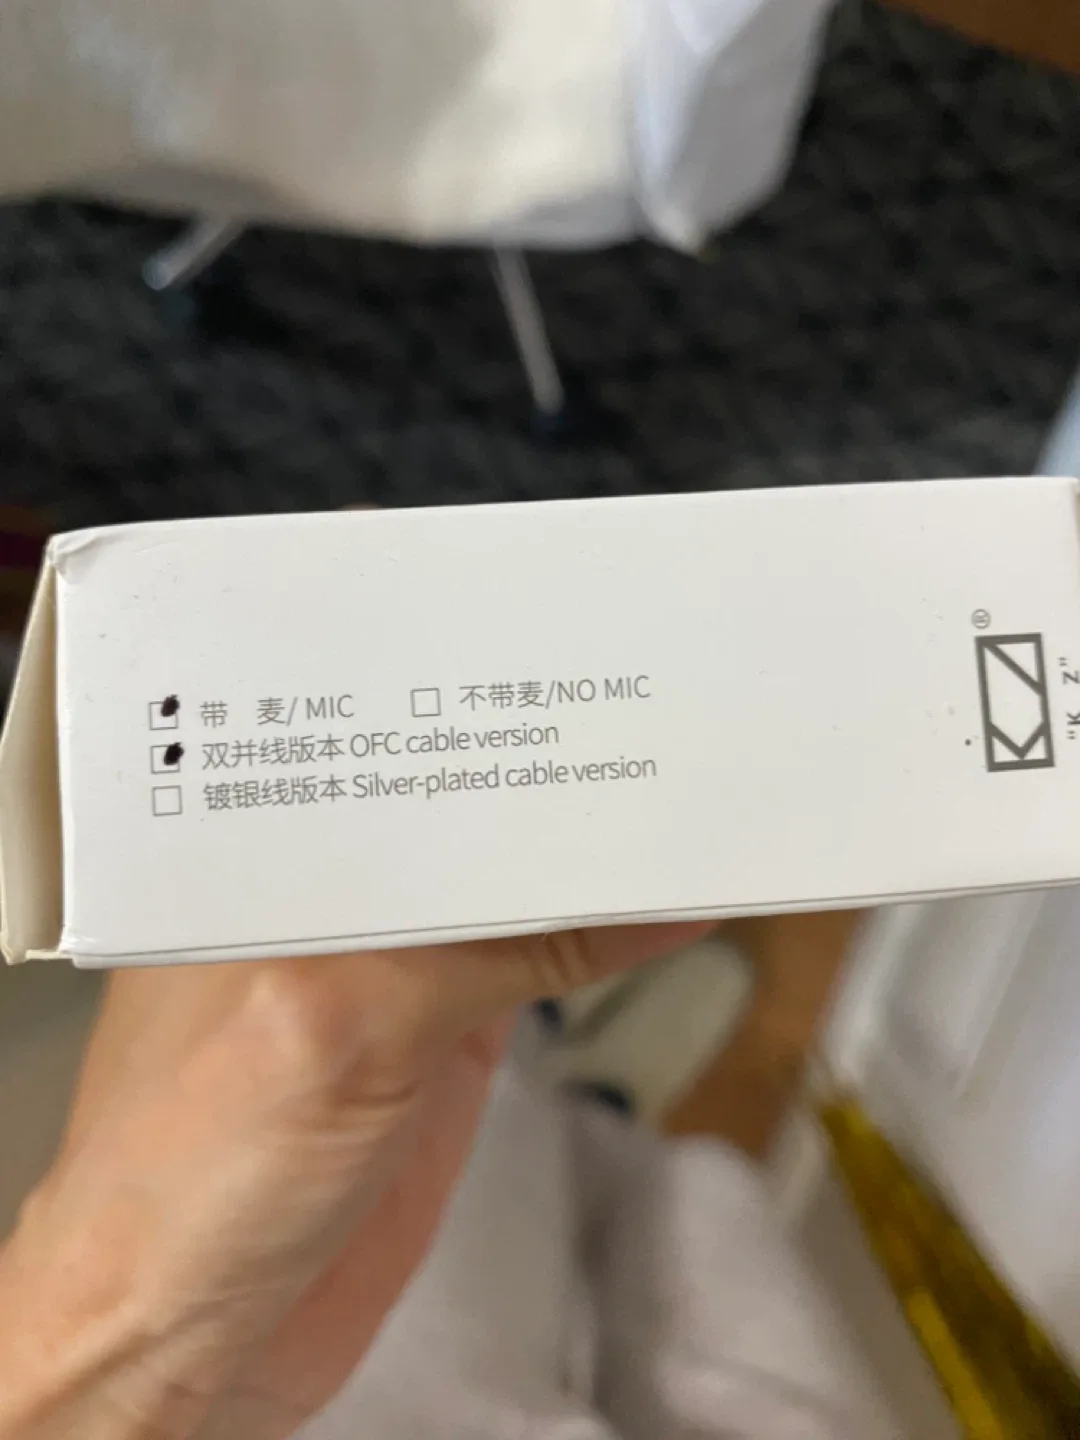 带 麦/ MIC 不带麦/NO MIC
双并线版本 OFC cable version
镀银线版本 Silver-plated cable version
KZ®
"K Z"